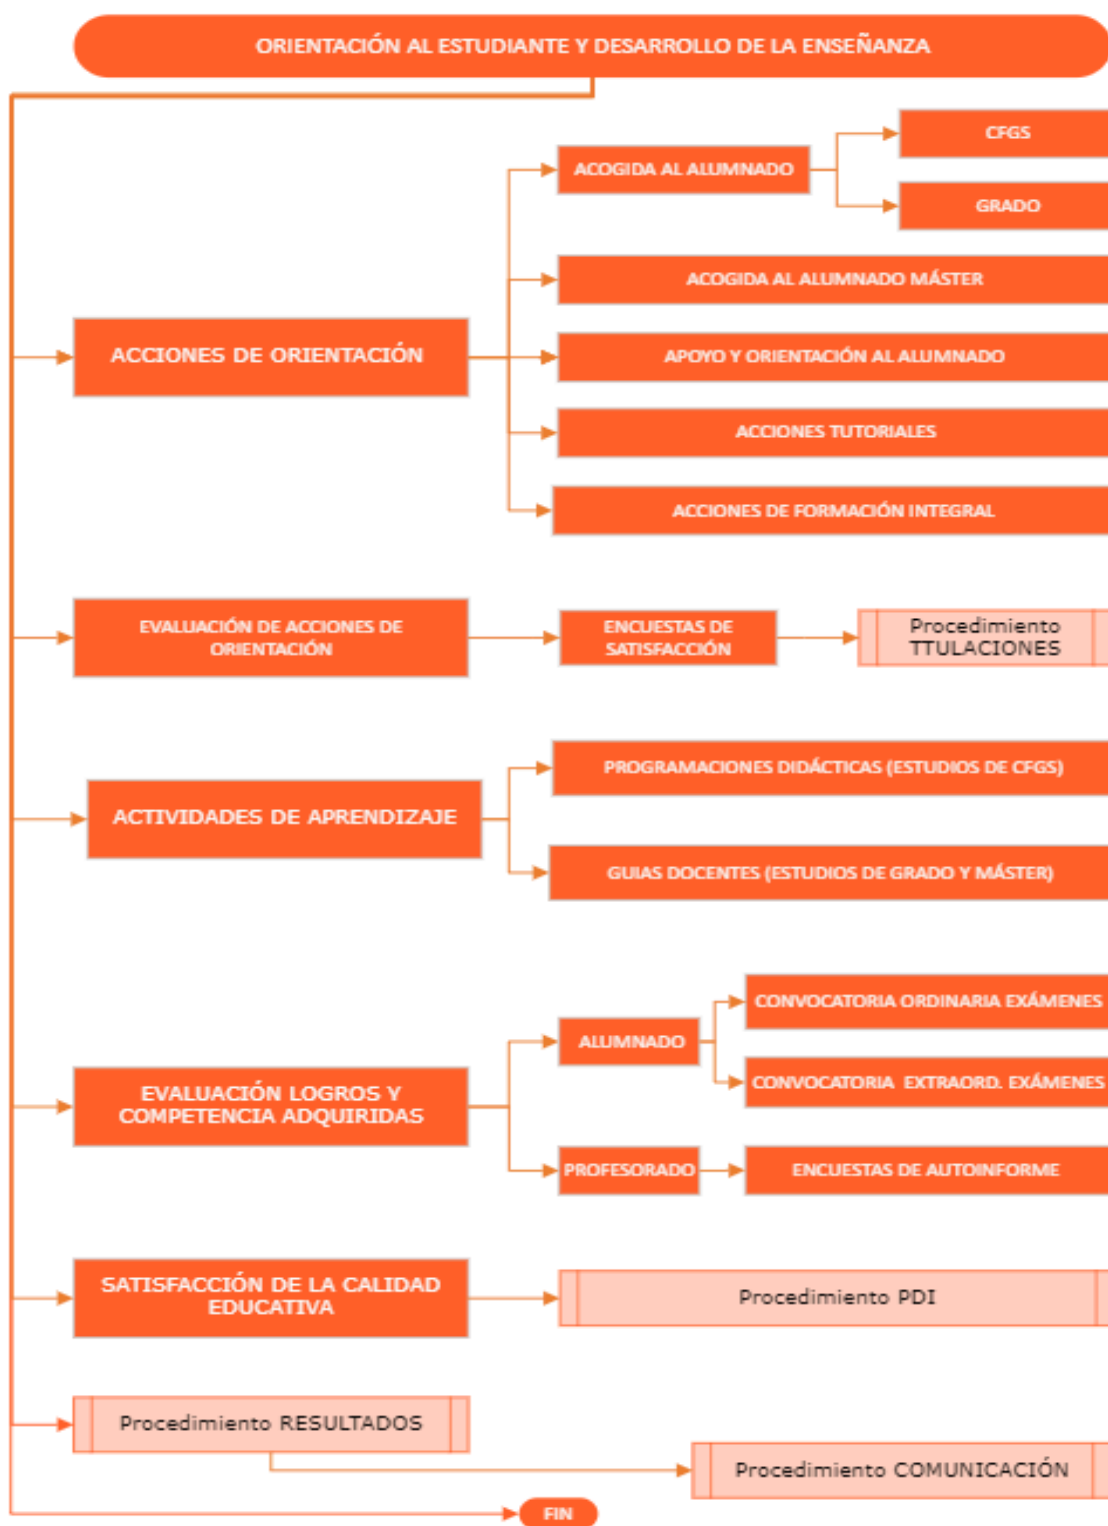 ORIENTACIÓN AL ESTUDIANTE Y DESARROLLO DE LA ENSEÑANZA
CFGS
ACOGIDA AL ALUMNADO
GRADO
ACOGIDA AL ALUMNADO MÁSTER
ACCIONES DE ORIENTACIÓN
APOYO Y ORIENTACIÓN AL ALUMNADO
ACCIONES TUTORIALES
ACCIONES DE FORMACIÓN INTEGRAL
EVALUACIÓN DE ACCIONES DE
ORIENTACIÓN
ENCUESTAS DE
SATISFACCIÓN
Procedimiento
TTULACIONES
PROGRAMACIONES DIDÁCTICAS (ESTUDIOS DE CFGS)
ACTIVIDADES DE APRENDIZAJE
GUIAS DOCENTES (ESTUDIOS DE GRADO Y MÁSTER)
CONVOCATORIA ORDINARIA EXÁMENES
ALUMNADO
CONVOCATORIA EXTRAORD. EXÁMENES
EVALUACIÓN LOGROS Y
COMPETENCIA ADQUIRIDAS
PROFESORADO
ENCUESTAS DE AUTOINFORME
SATISFACCIÓN DE LA CALIDAD
EDUCATIVA
Procedimiento PDI
Procedimiento RESULTADOS
Procedimiento COMUNICACIÓN
FIN